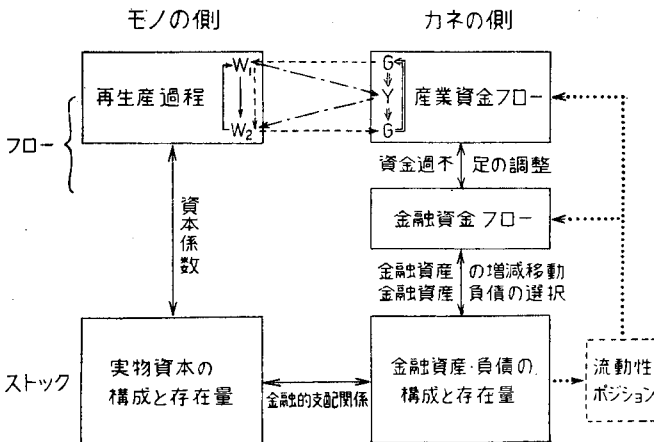 モノの側
カネの側
フロー
再生産過程
W₁
W₂
G
Y
G
産業資金フロー
資金過不足の調整
資本係数
金融資金フロー
金融資産の増減移動
金融資産負債の選択
ストック
実物資本の
構成と存在量
金融的支配関係
金融資産・負債の
構成と存在量
流動性
ポジション